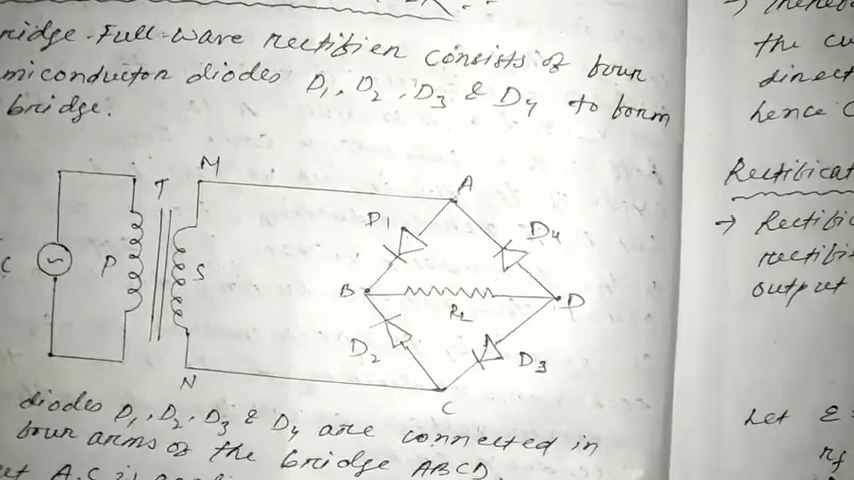 ridge-Full-wave rectifier consists of four
miconductor diodes D1, D2, D3 & D4 to form
bridge.
M
T
A
D1
D4
P
S
B
D
RL
D2
D3
N
C
diodes D1, D2, D3 & D4 are connected in
four arms of the bridge ABCD.
A.C is
the cu
direct
hence C
Rectificat
→ Rectific
rectifi
output
Let E =
rf